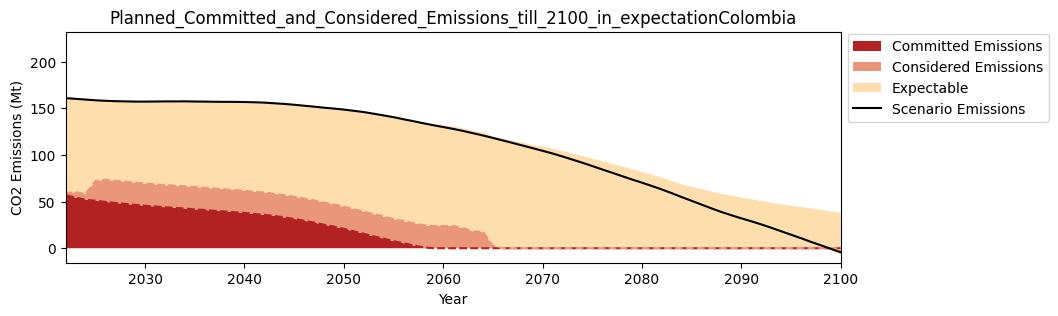 Planned_Committed_and_Considered_Emissions_till_2100_in_expectationColombia
Committed Emissions
Considered Emissions
Expectable
Scenario Emissions
CO2 Emissions (Mt)
200
150
100
50
0
2030 2040 2050 2060 2070 2080 2090 2100
Year